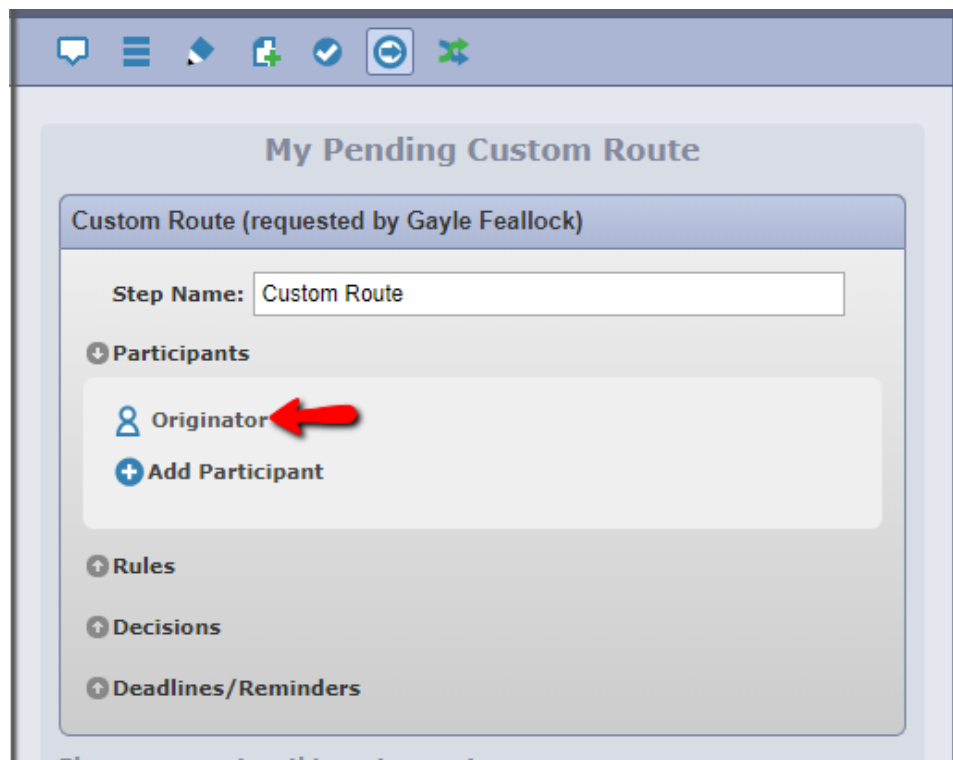 My Pending Custom Route
Custom Route (requested by Gayle Feallock)
Step Name: Custom Route
Participants
Originator
Add Participant
Rules
Decisions
Deadlines/Reminders